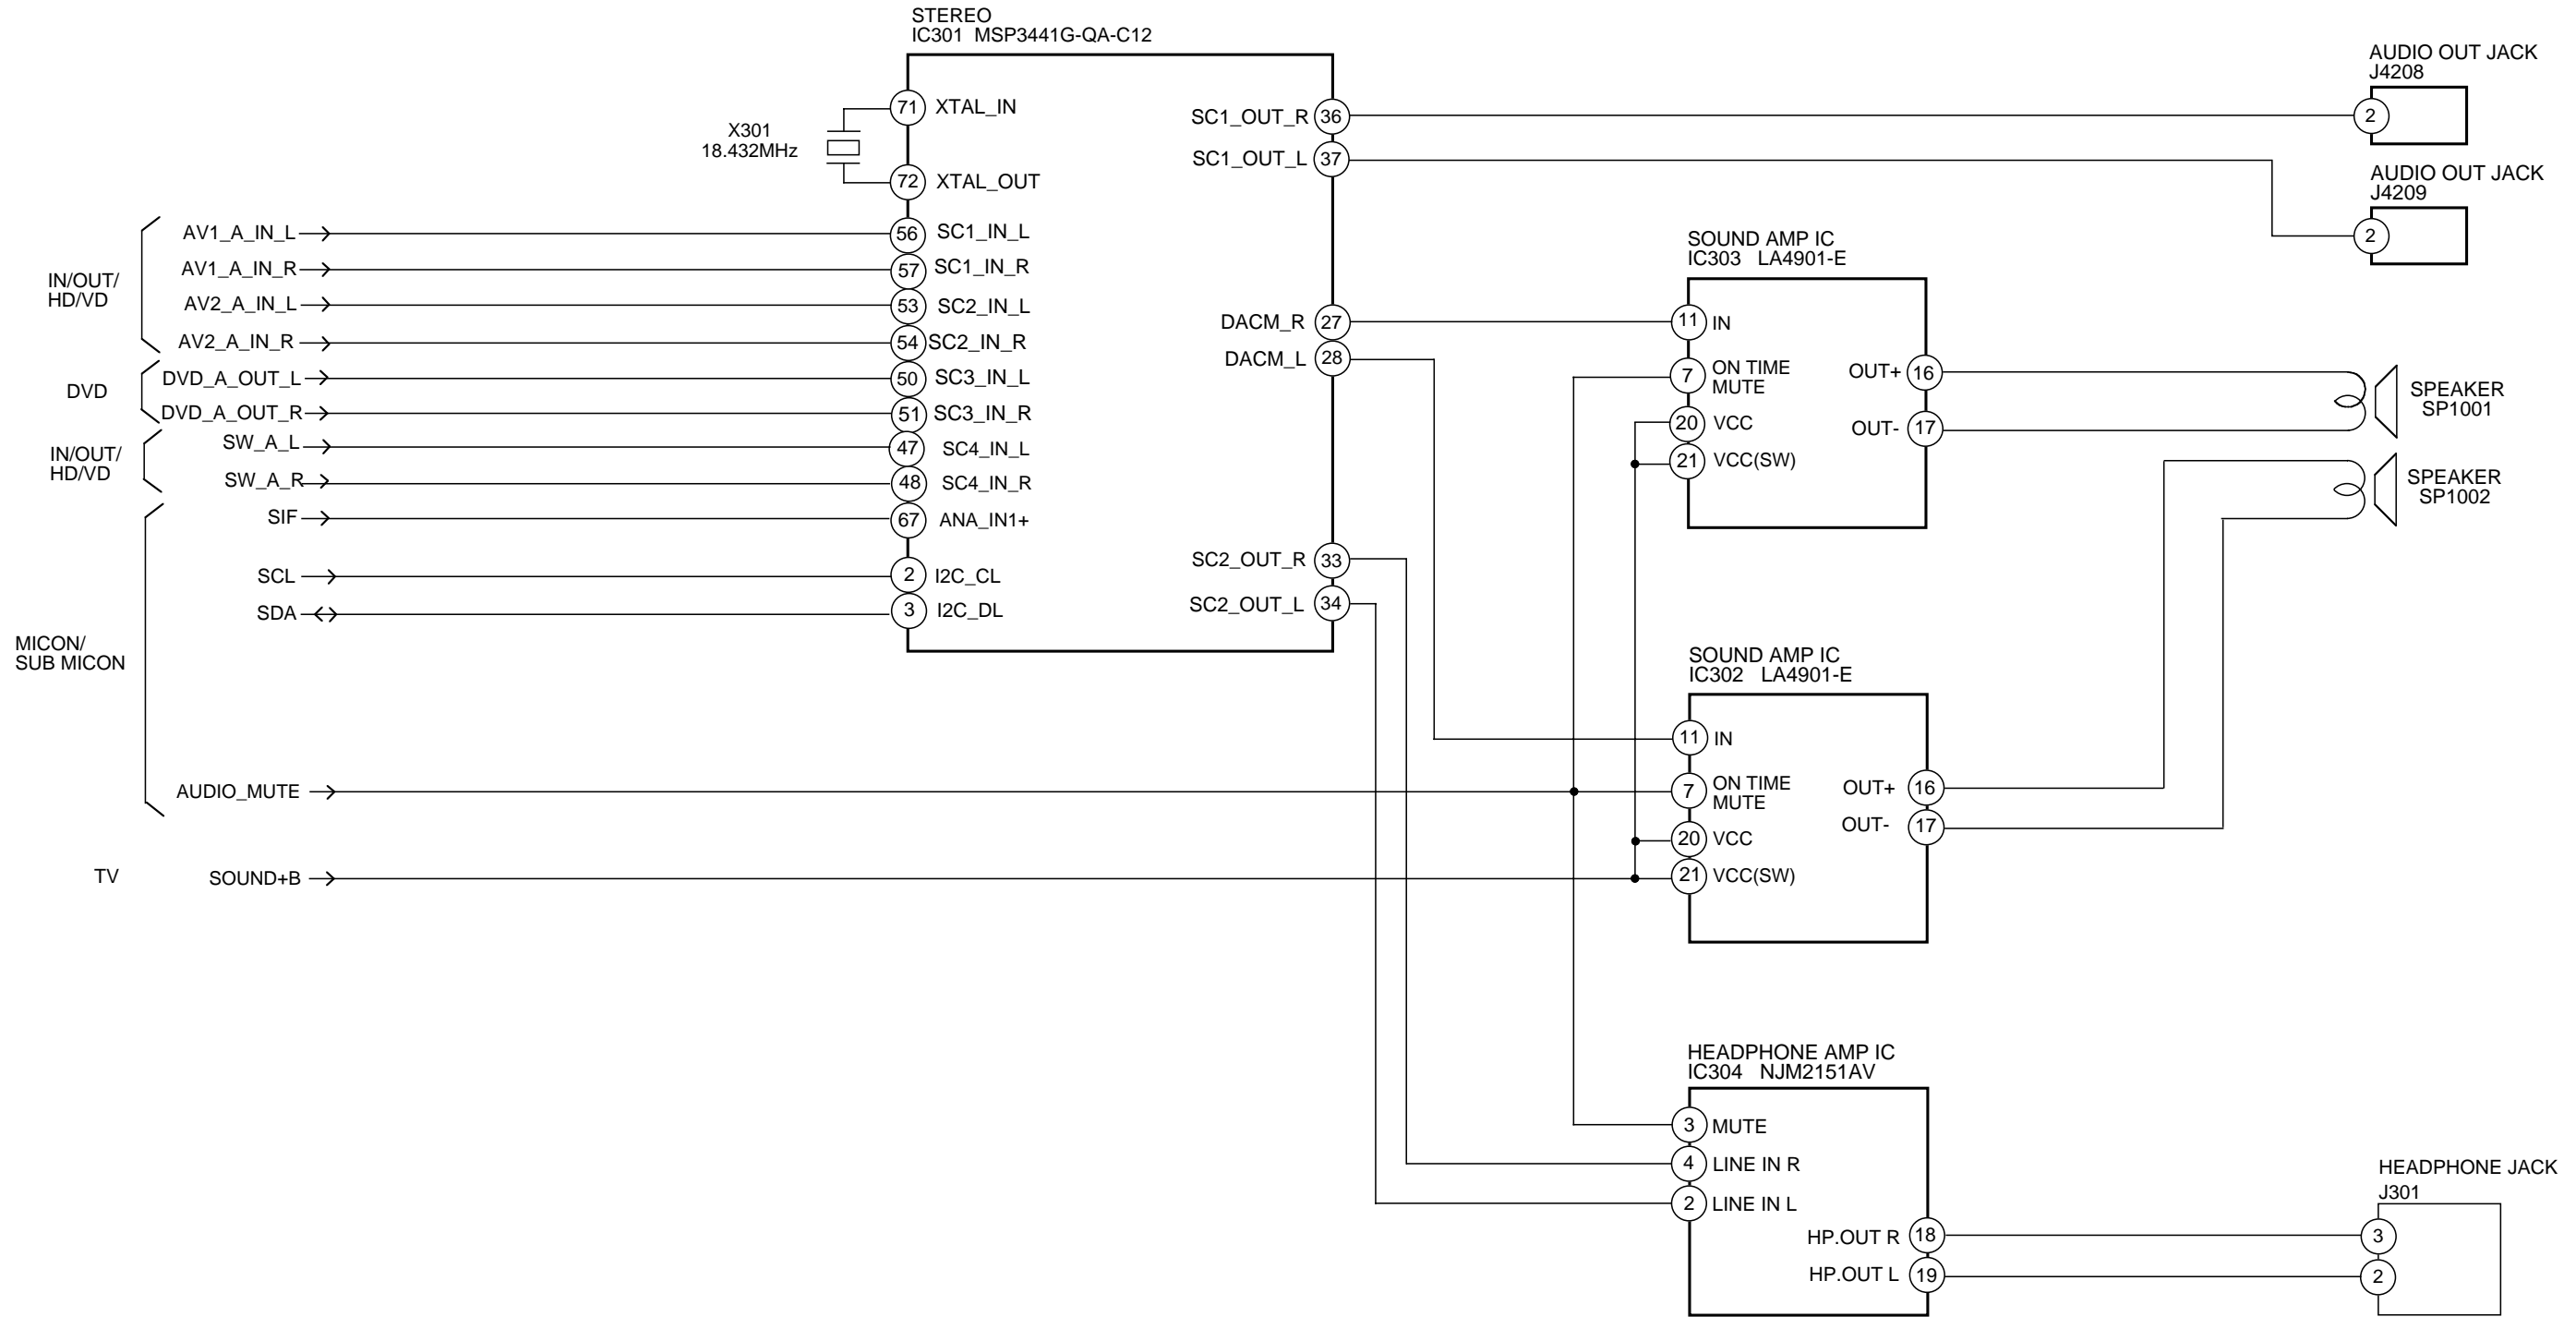 STEREO
IC301 MSP3441G-QA-C12
X301
18.432MHz
71 XTAL_IN
72 XTAL_OUT
56 SC1_IN_L
57 SC1_IN_R
53 SC2_IN_L
54 SC2_IN_R
50 SC3_IN_L
51 SC3_IN_R
47 SC4_IN_L
48 SC4_IN_R
67 ANA_IN1+
2 I2C_CL
3 I2C_DL
SC1_OUT_R 36
SC1_OUT_L 37
DACM_R 27
DACM_L 28
SC2_OUT_R 33
SC2_OUT_L 34
IN/OUT/
HD/VD
AV1_A_IN_L
AV1_A_IN_R
AV2_A_IN_L
AV2_A_IN_R
DVD
DVD_A_OUT_L
DVD_A_OUT_R
IN/OUT/
HD/VD
SW_A_L
SW_A_R
MICON/
SUB MICON
SIF
SCL
SDA
AUDIO_MUTE
TV
SOUND+B
AUDIO OUT JACK
J4208
2
AUDIO OUT JACK
J4209
2
SOUND AMP IC
IC303 LA4901-E
11 IN
7 ON TIME
MUTE
20 VCC
21 VCC(SW)
OUT+ 16
OUT- 17
SPEAKER
SP1001
SPEAKER
SP1002
SOUND AMP IC
IC302 LA4901-E
11 IN
7 ON TIME
MUTE
20 VCC
21 VCC(SW)
OUT+ 16
OUT- 17
HEADPHONE AMP IC
IC304 NJM2151AV
3 MUTE
4 LINE IN R
2 LINE IN L
HP.OUT R 18
HP.OUT L 19
HEADPHONE JACK
J301
3
2